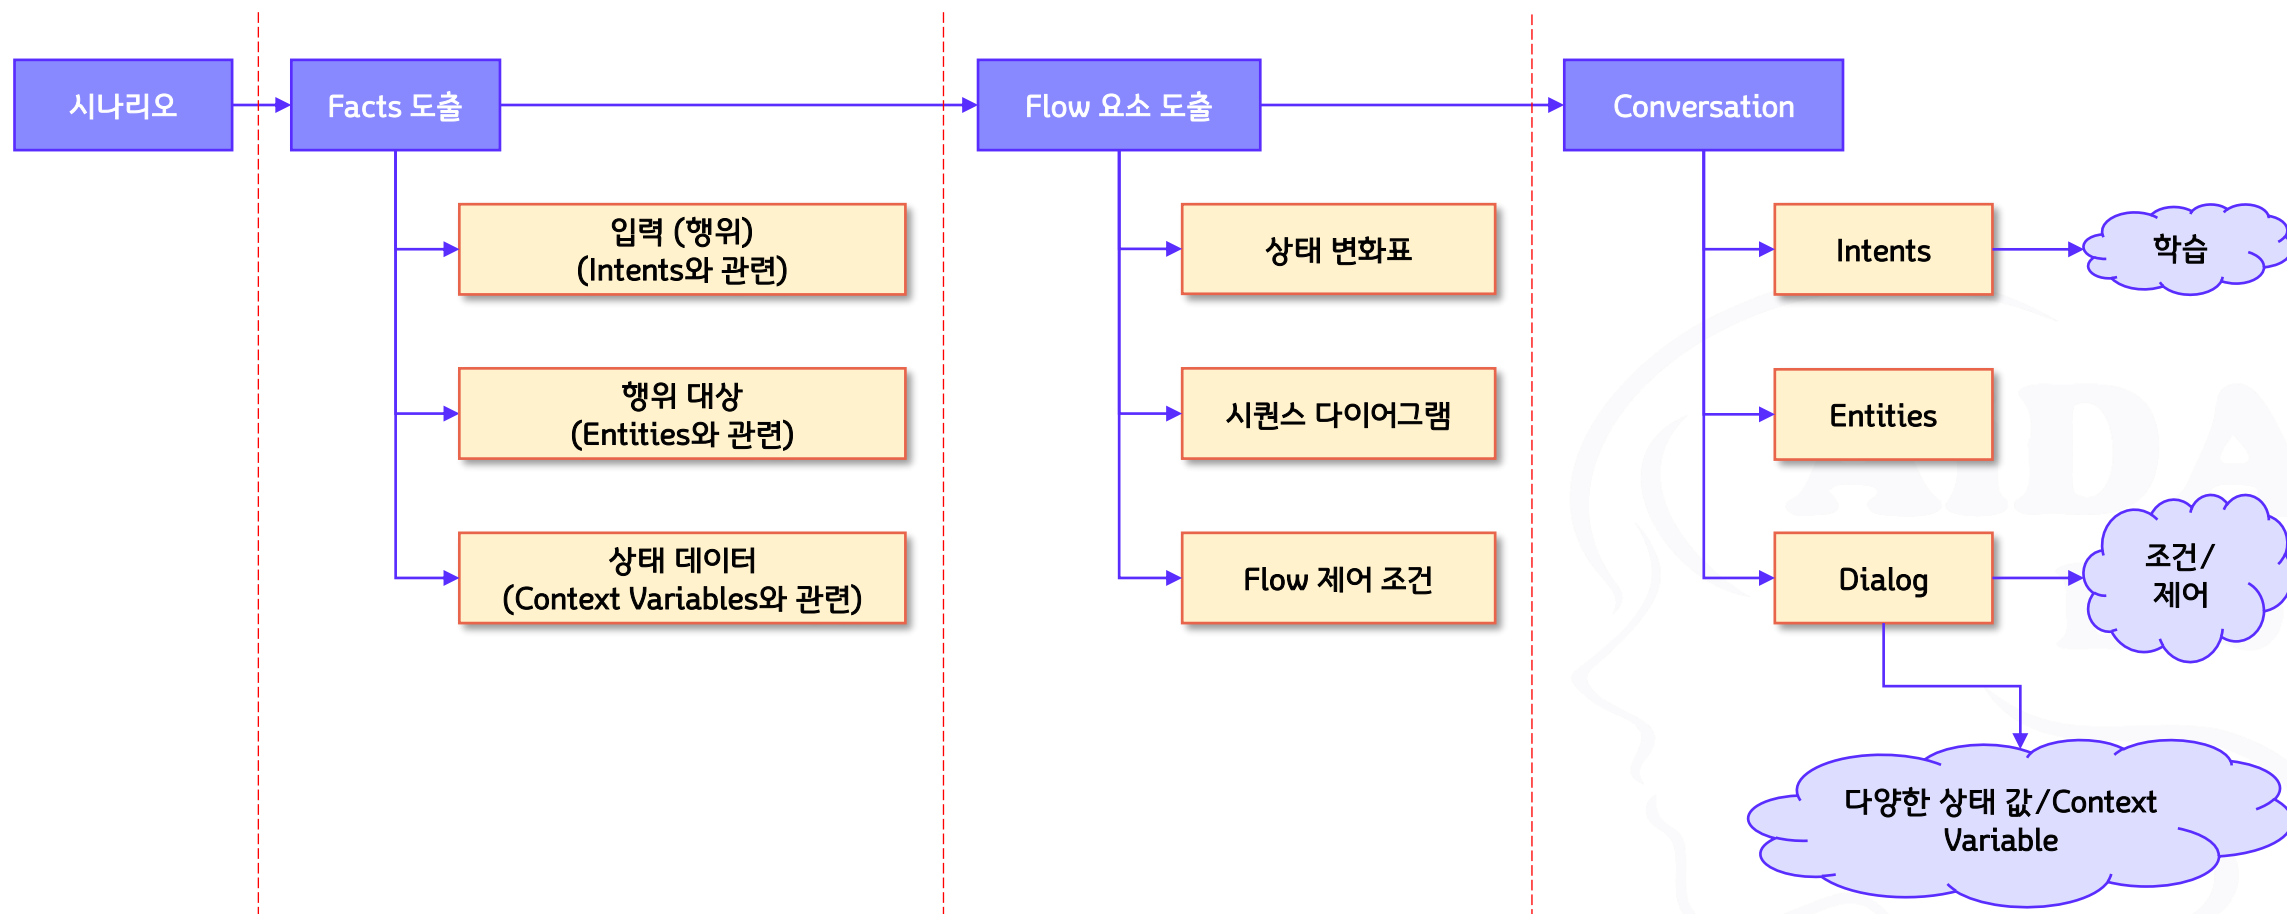 시나리오
Facts 도출
Flow 요소 도출
Conversation
입력 (행위)
(Intents와 관련)
행위 대상
(Entities와 관련)
상태 데이터
(Context Variables와 관련)
상태 변화표
시퀀스 다이어그램
Flow 제어 조건
Intents
학습
Entities
Dialog
조건/
제어
다양한 상태 값/Context
Variable
AIDA